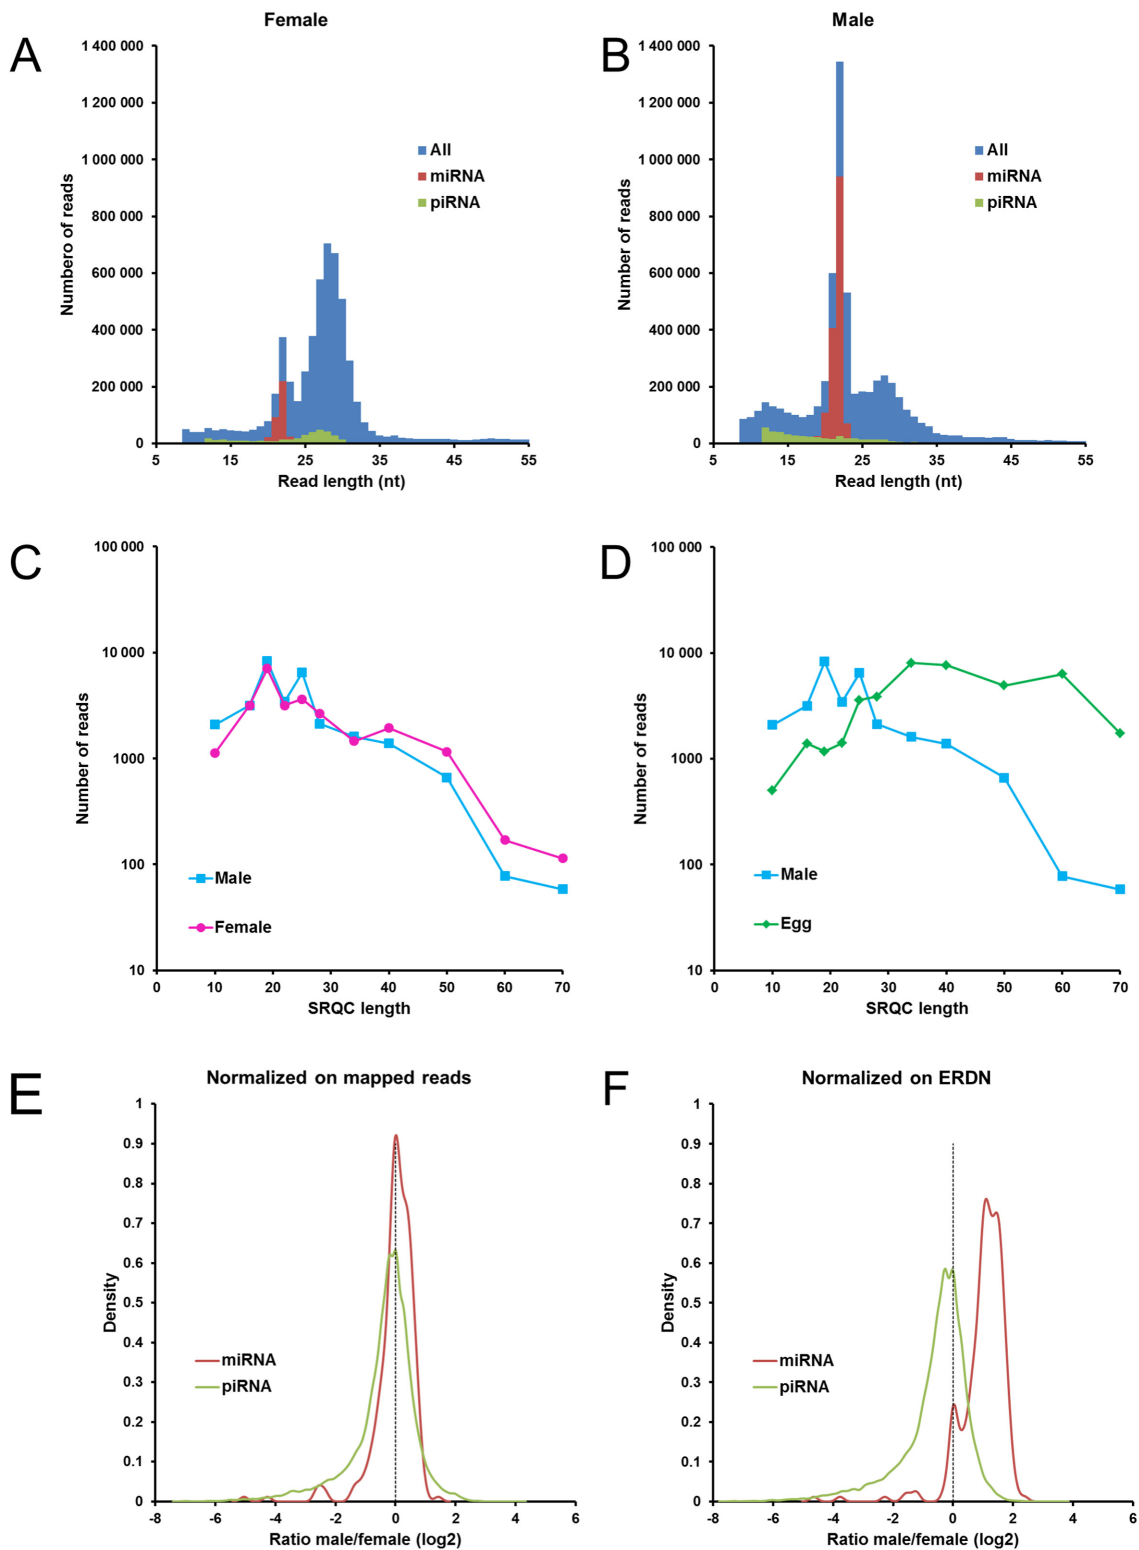 Female
Male
A
B
1 400 000
1 200 000
1 000 000
800 000
600 000
400 000
200 000
0
Numbero of reads
All
miRNA
piRNA
5 15 25 35 45 55
Read length (nt)
1 400 000
1 200 000
1 000 000
800 000
600 000
400 000
200 000
0
Number of reads
All
miRNA
piRNA
5 15 25 35 45 55
Read length (nt)
C
100 000
10 000
1000
100
10
Number of reads
Male
Female
0 10 20 30 40 50 60 70
SRQC length
D
100 000
10 000
1000
100
10
Number of reads
Male
Egg
0 10 20 30 40 50 60 70
SRQC length
E
Normalized on mapped reads
1
0.9
0.8
0.7
0.6
0.5
0.4
0.3
0.2
0.1
0
Density
miRNA
piRNA
-8 -6 -4 -2 0 2 4 6
Ratio male/female (log2)
F
Normalized on ERDN
1
0.9
0.8
0.7
0.6
0.5
0.4
0.3
0.2
0.1
0
Density
miRNA
piRNA
-8 -6 -4 -2 0 2 4 6
Ratio male/female (log2)